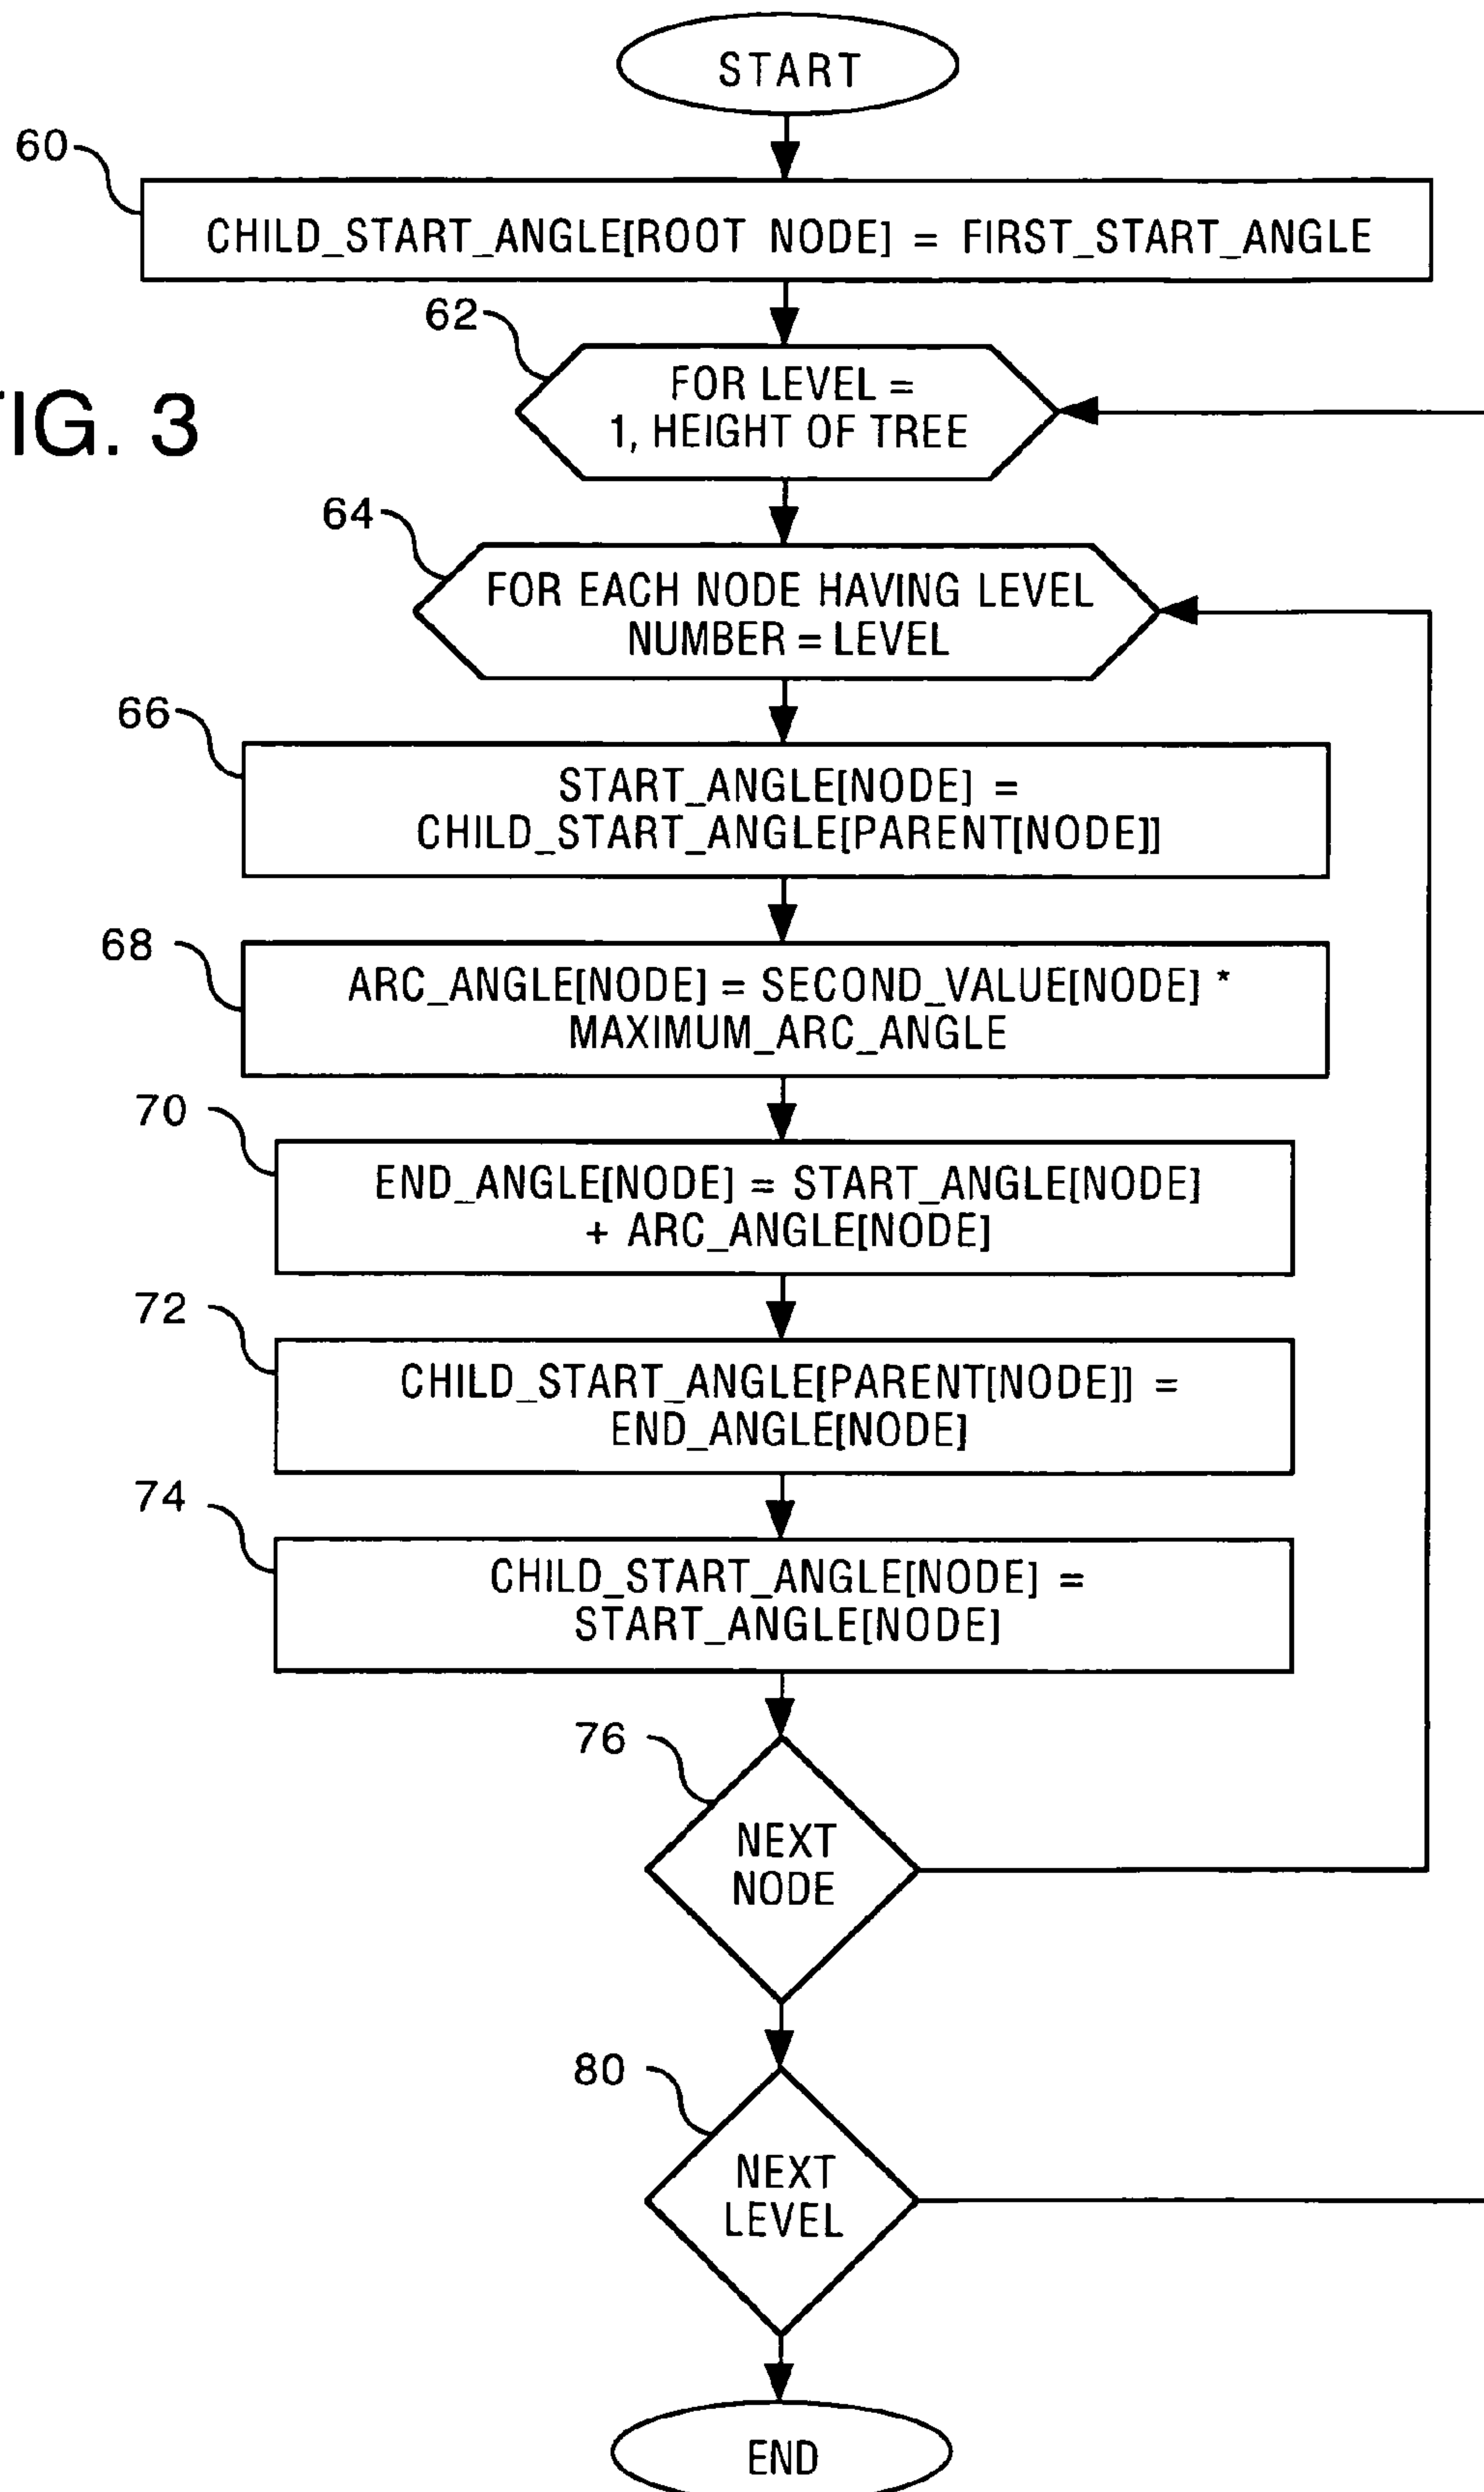 START
60
CHILD_START_ANGLE[ROOT NODE] = FIRST_START_ANGLE
62
FOR LEVEL =
1, HEIGHT OF TREE
IG. 3
64
FOR EACH NODE HAVING LEVEL
NUMBER = LEVEL
66
START_ANGLE[NODE] =
CHILD_START_ANGLE[PARENT[NODE]]
68
ARC_ANGLE[NODE] = SECOND_VALUE[NODE] *
MAXIMUM_ARC_ANGLE
70
END_ANGLE[NODE] = START_ANGLE[NODE]
+ ARC_ANGLE[NODE]
72
CHILD_START_ANGLE[PARENT[NODE]] =
END_ANGLE[NODE]
74
CHILD_START_ANGLE[NODE] =
START_ANGLE[NODE]
76
NEXT
NODE
80
NEXT
LEVEL
END